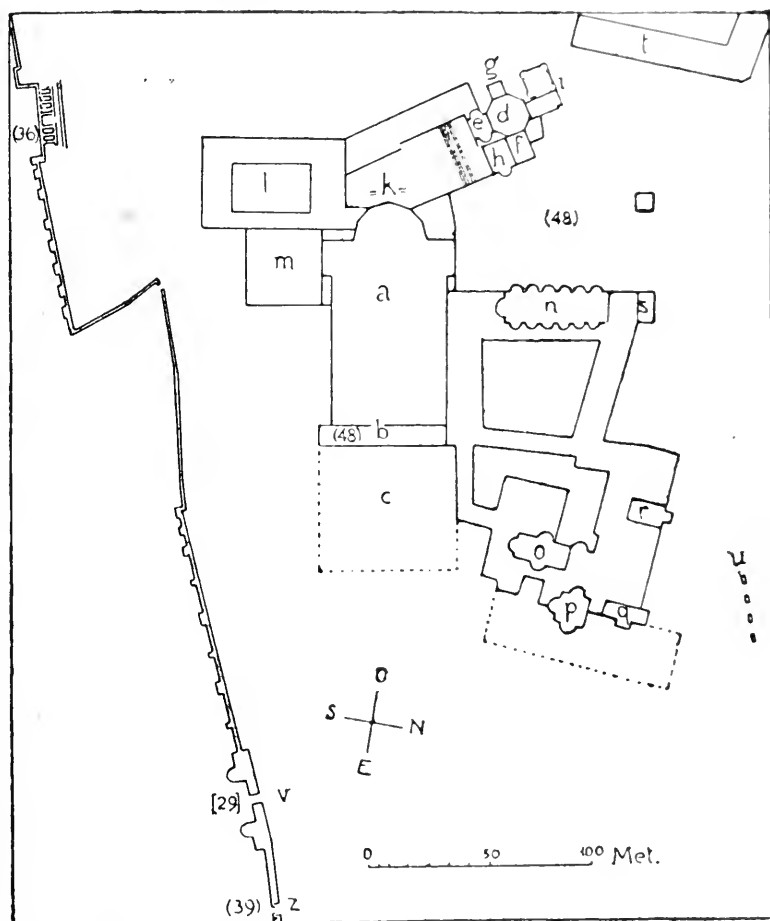 t
g
d
ı
e
(36)
h f
l
=k=
(48)
m
a
n
s
(48) b
c
r
o
u
p
q
O
S N
E
[29] V
0 50 100 Met.
(39) Z